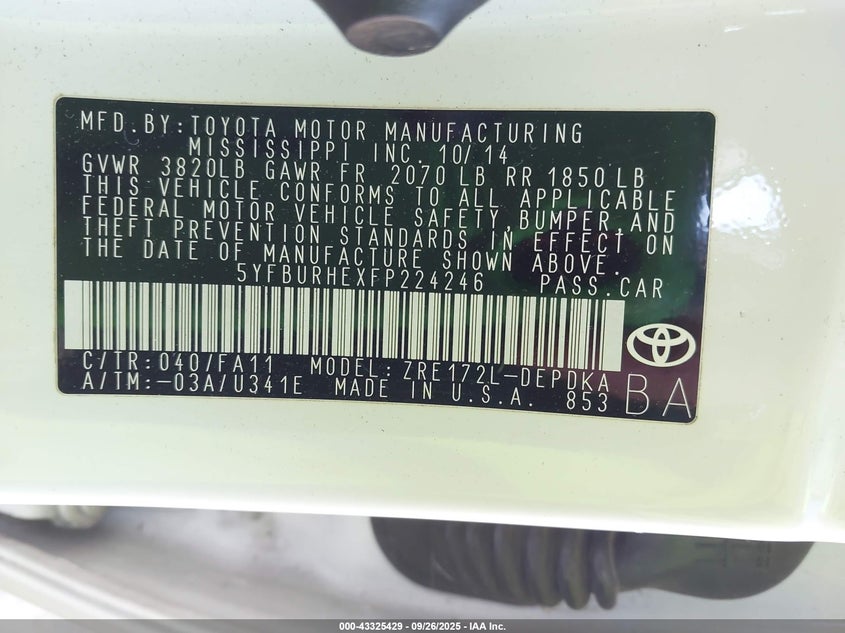 MFD.BY:TOYOTA MOTOR MANUFACTURING
MISSISSIPPI INC. 10/14
GVWR 3820LB GAWR FR 2070 LB RR 1850 LB
THIS VEHICLE CONFORMS TO ALL APPLICABLE
FEDERAL MOTOR VEHICLE SAFETY,BUMPER,AND
THEFT PREVENTION STANDARDS IN EFFECT ON
THE DATE OF MANUFACTURE SHOWN ABOVE.
5YFBURHEXFP224246 PASS.CAR
C/TR:040/FA11 MODEL:ZRE172L-DEPDKA
A/TM:-03A/U341E MADE IN U.S.A. 853 BA
000-43325429 - 09/26/2025 - IAA Inc.